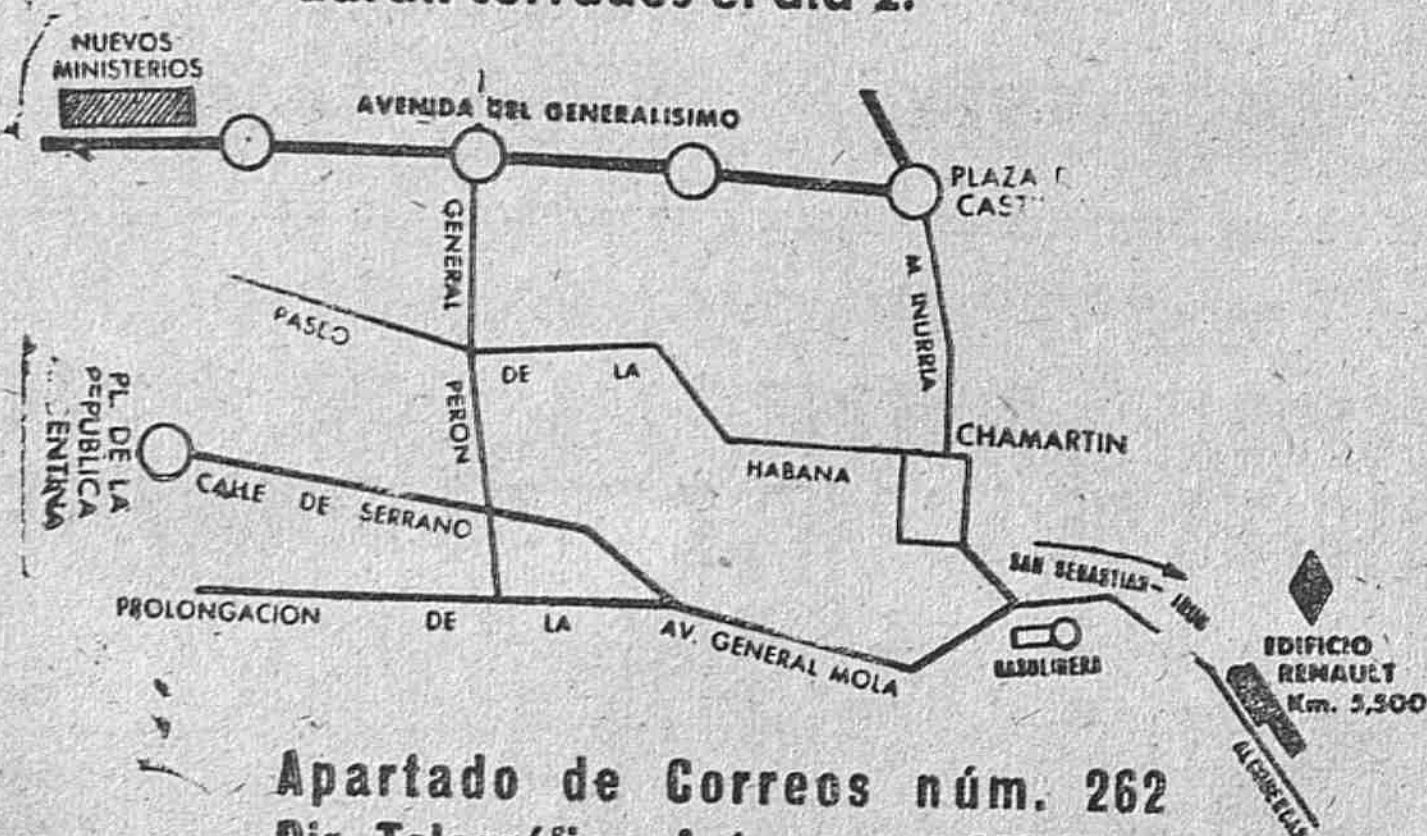 el día
NUEVOS
MINISTERIOS
AVENIDA DEL GENERALISIMO
PLAZA
GENERAL
PERON
M INURRIA
PASEO
DE LA
HABANA
CHAMARTIN
PL. DE LA
REPUBLICA
CALLE DE SERRANO
PROLONGACION DE LA AV. GENERAL MOLA
SAN SEBASTIAN - IRUN
GASOLINERA
EDIFICIO
RENAULT
Km. 5,500
Apartado de Correos núm. 262